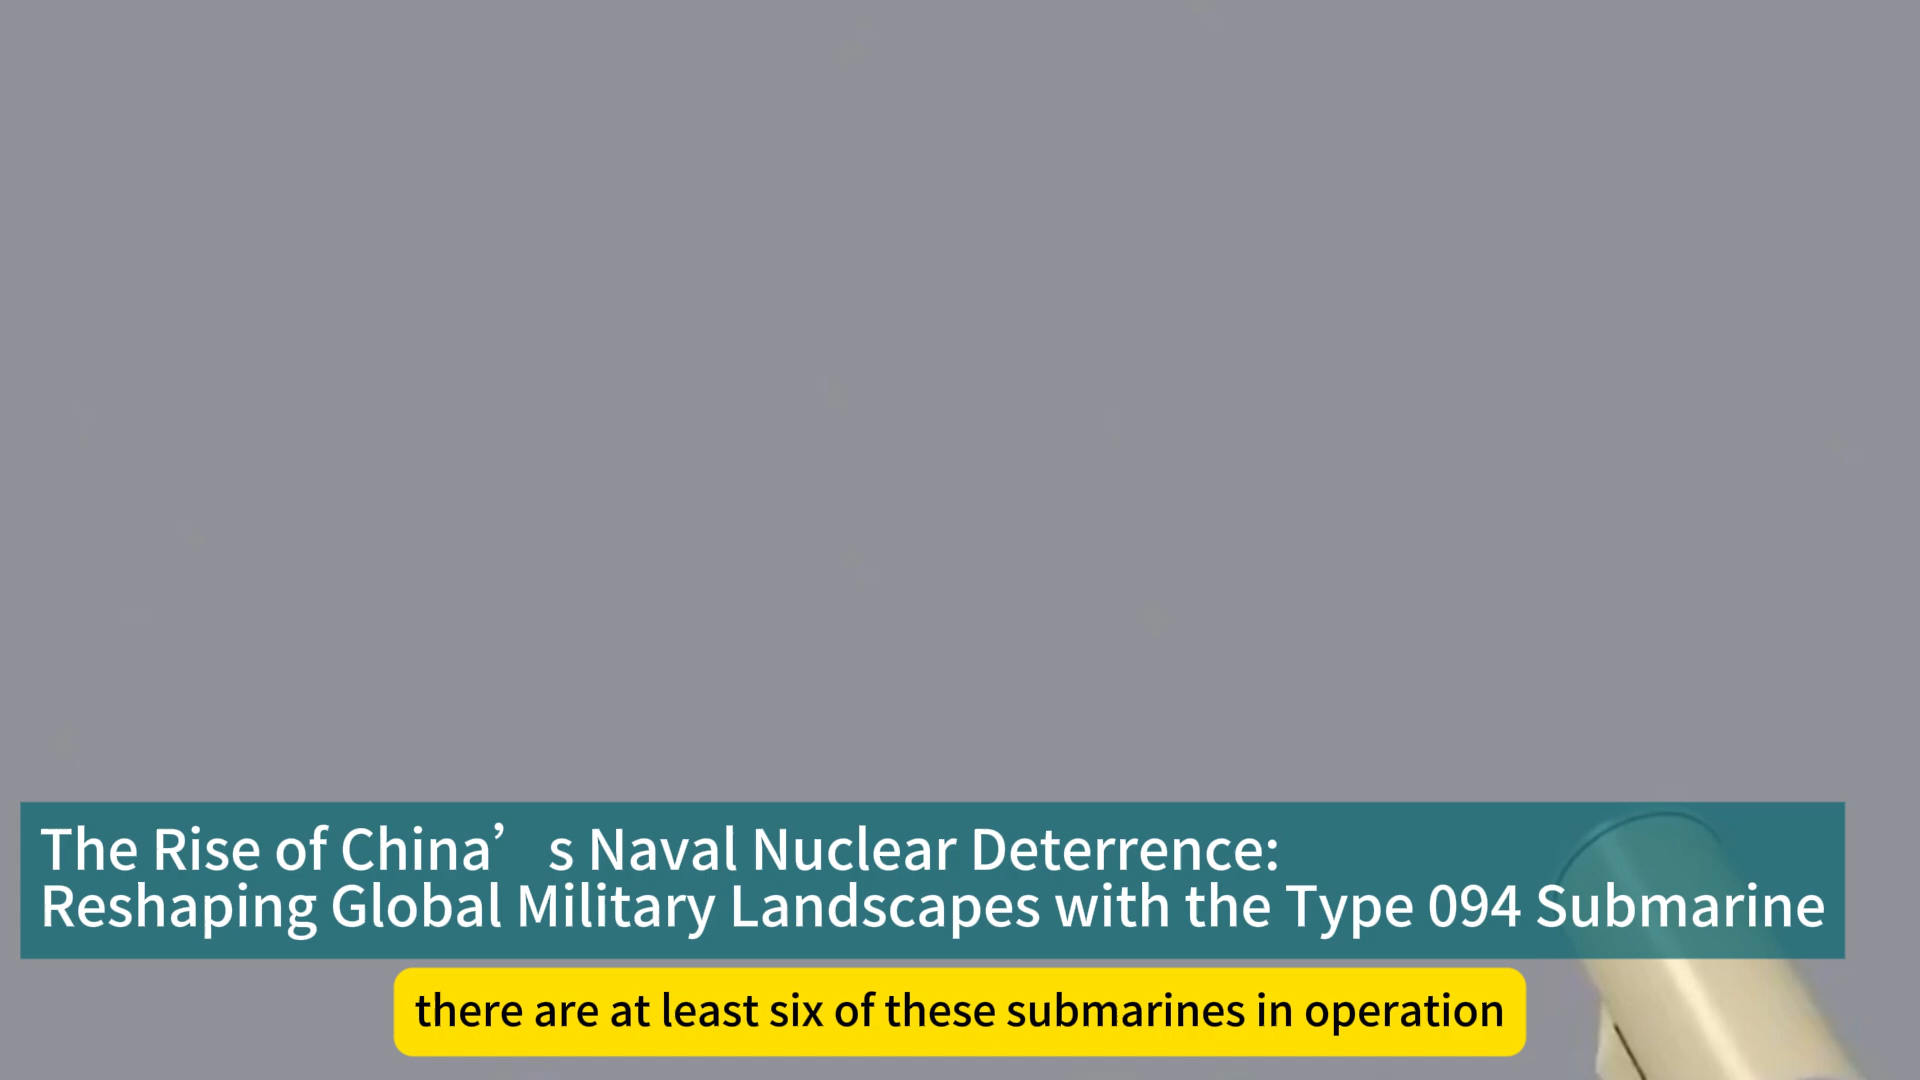 The Rise of China’s Naval Nuclear Deterrence:
Reshaping Global Military Landscapes with the Type 094 Submarine
there are at least six of these submarines in operation